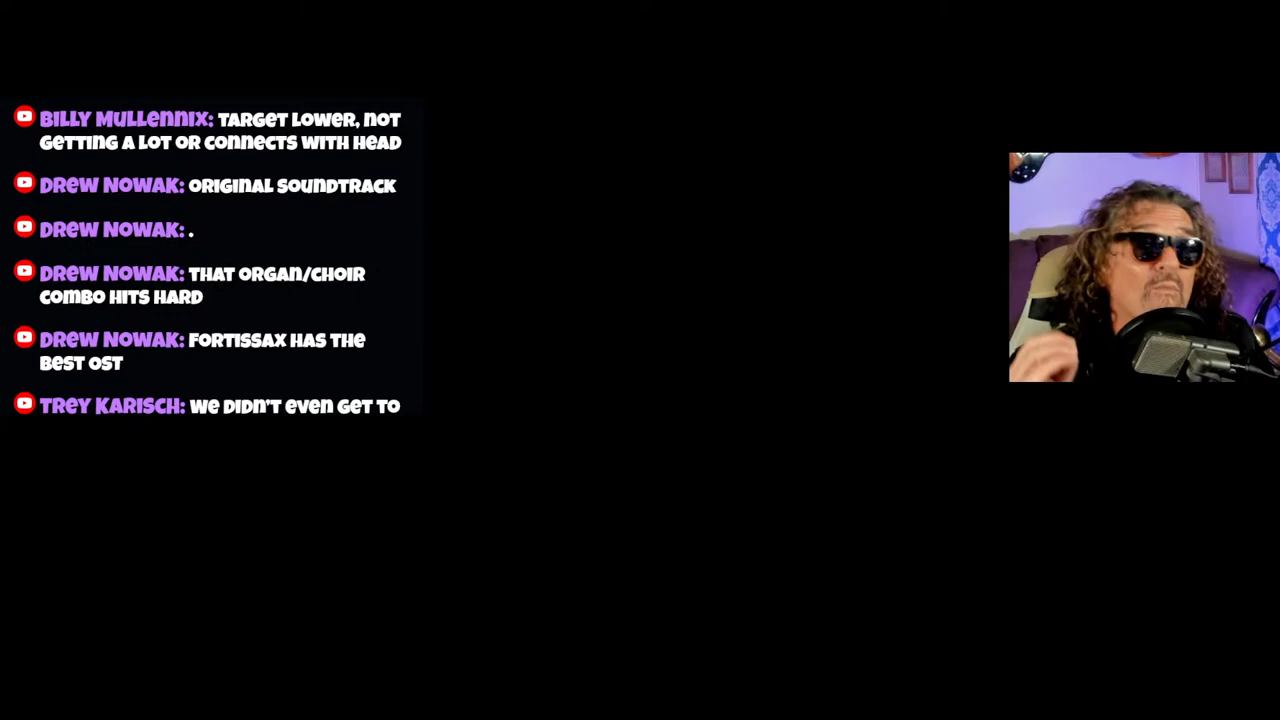 Billy Mullennix: Target lower, not
getting a lot or connects with head
Drew Nowak: original soundtrack
Drew Nowak: .
Drew Nowak: that organ/choir
combo hits hard
Drew Nowak: Fortissax has the
best OST
Trey Karisch: We didn't even get to